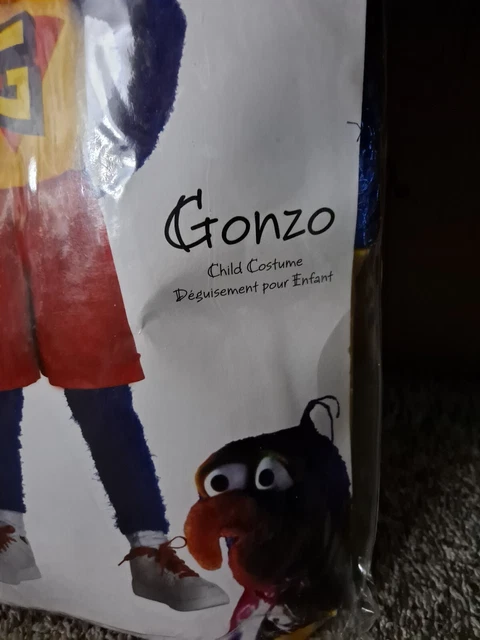 G
Gonzo
Child Costume
Déguisement pour Enfant